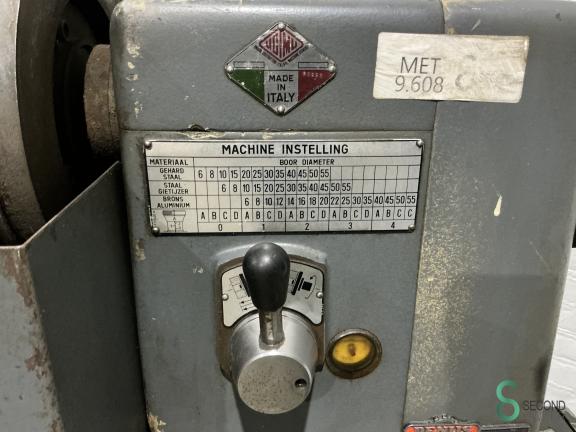 MADE
IN
ITALY
MET
9.608
MACHINE INSTELLING
MATERIAAL BOOR DIAMETER
GEHARD STAAL 6 8 10 15 20 25 30 35 40 45 50 55
STAAL GIETIJZER 6 8 10 15 20 25 30 35 40 45 50 55
BRONS ALUMINIUM 6 8 10 12 14 16 18 20 22 25 30 35 40 45 50 55
A B C D A B C D A B C D A B C D A B C C
0 1 2 3 4
S SECOND